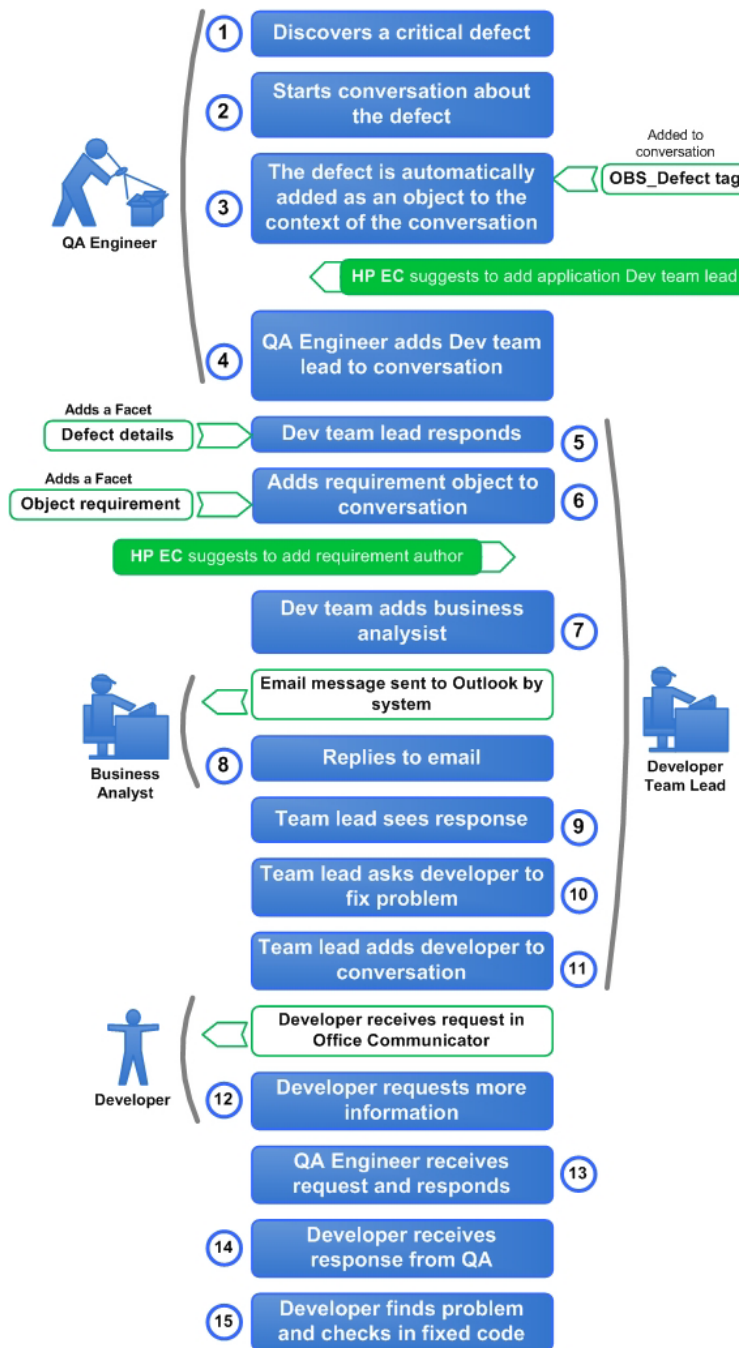 1
Discovers a critical defect
2
Starts conversation about
the defect
Added to
conversation
OBS_Defect tag
3
The defect is automatically
added as an object to the
context of the conversation
QA Engineer
HP EC suggests to add application Dev team lead
4
QA Engineer adds Dev team
lead to conversation
Adds a Facet
Defect details
Dev team lead responds
5
Adds a Facet
Object requirement
Adds requirement object to
conversation
6
HP EC suggests to add requirement author
Dev team adds business
analysist
7
Email message sent to Outlook by
system
Business
Analyst
8
Replies to email
Developer
Team Lead
Team lead sees response
9
Team lead asks developer to
fix problem
10
Team lead adds developer to
conversation
11
Developer receives request in
Office Communicator
Developer
12
Developer requests more
information
QA Engineer receives
request and responds
13
14
Developer receives
response from QA
15
Developer finds problem
and checks in fixed code